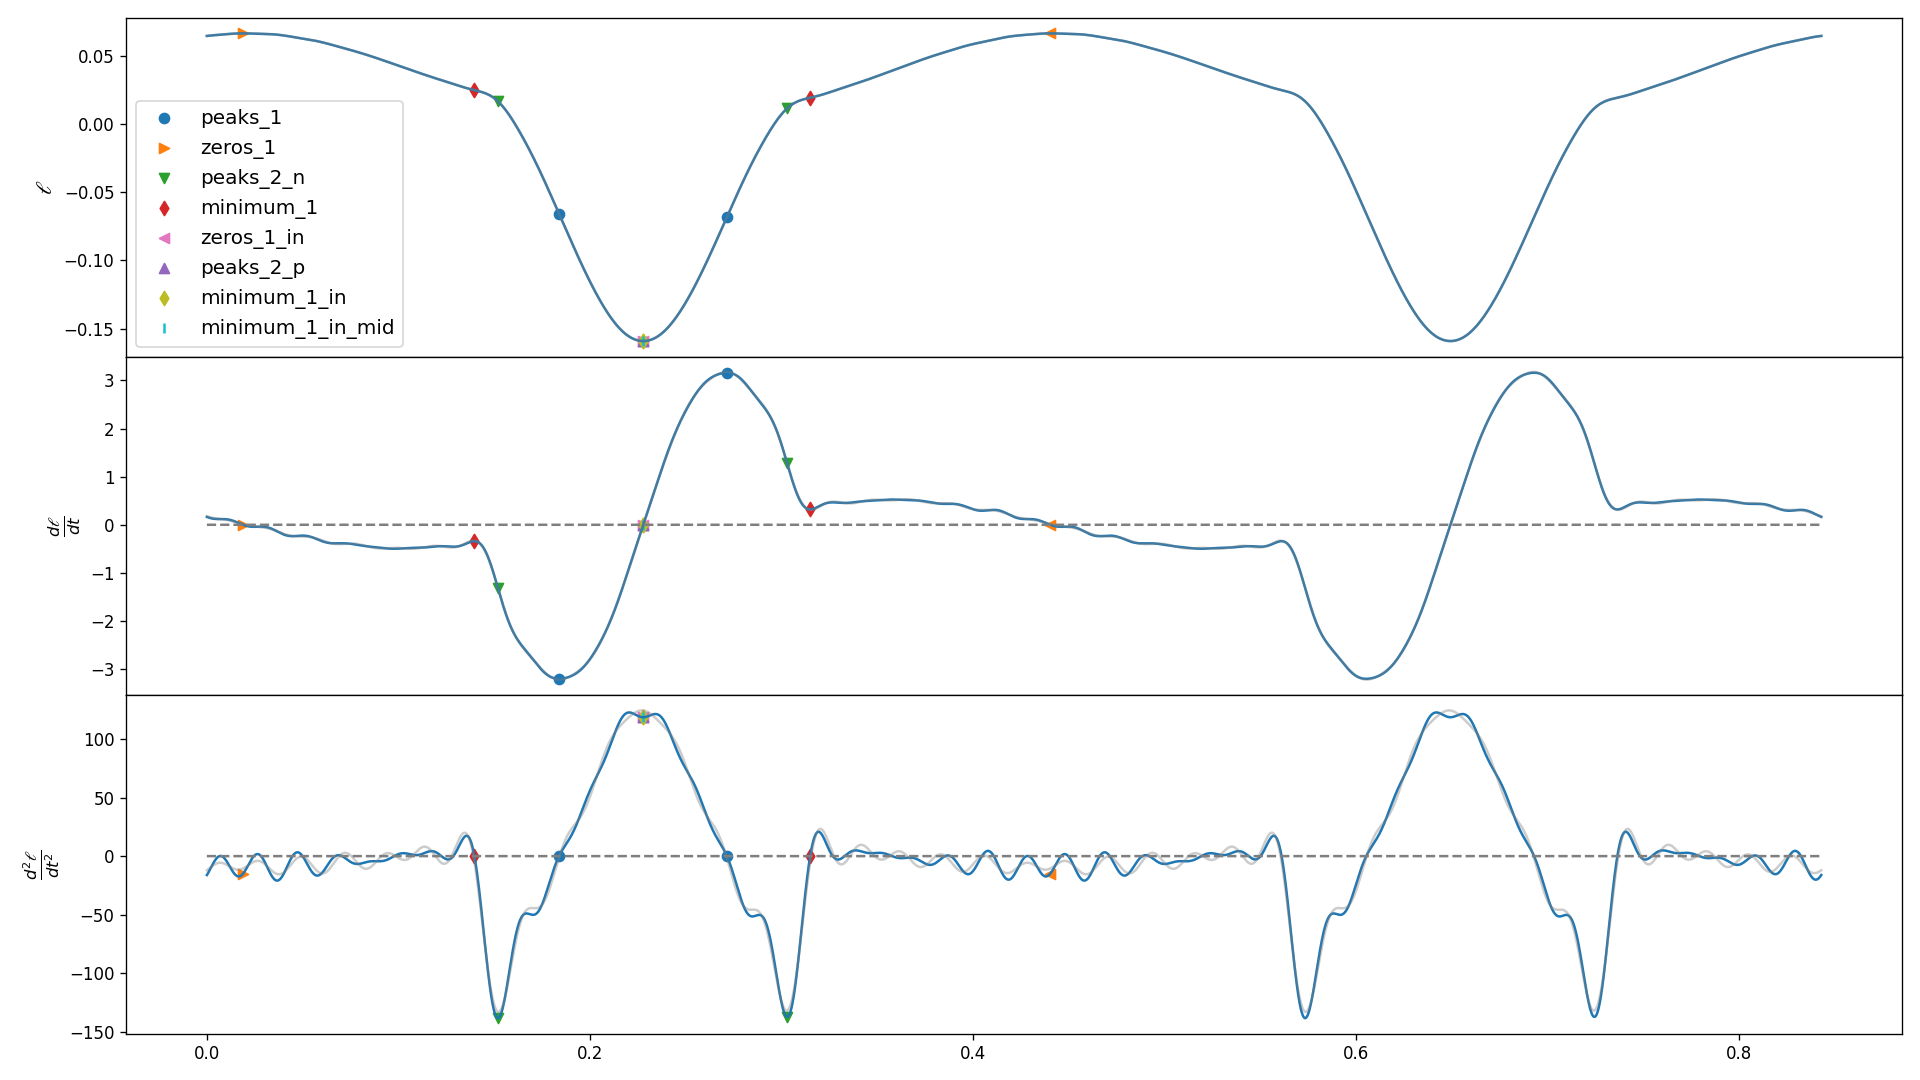 0.05
0.00
−0.05
−0.10
−0.15
ℓ
peaks_1
zeros_1
peaks_2_n
minimum_1
zeros_1_in
peaks_2_p
minimum_1_in
minimum_1_in_mid
3
2
1
0
−1
−2
−3
dℓ/dt
100
50
0
−50
−100
−150
d²ℓ/dt²
0.0 0.2 0.4 0.6 0.8